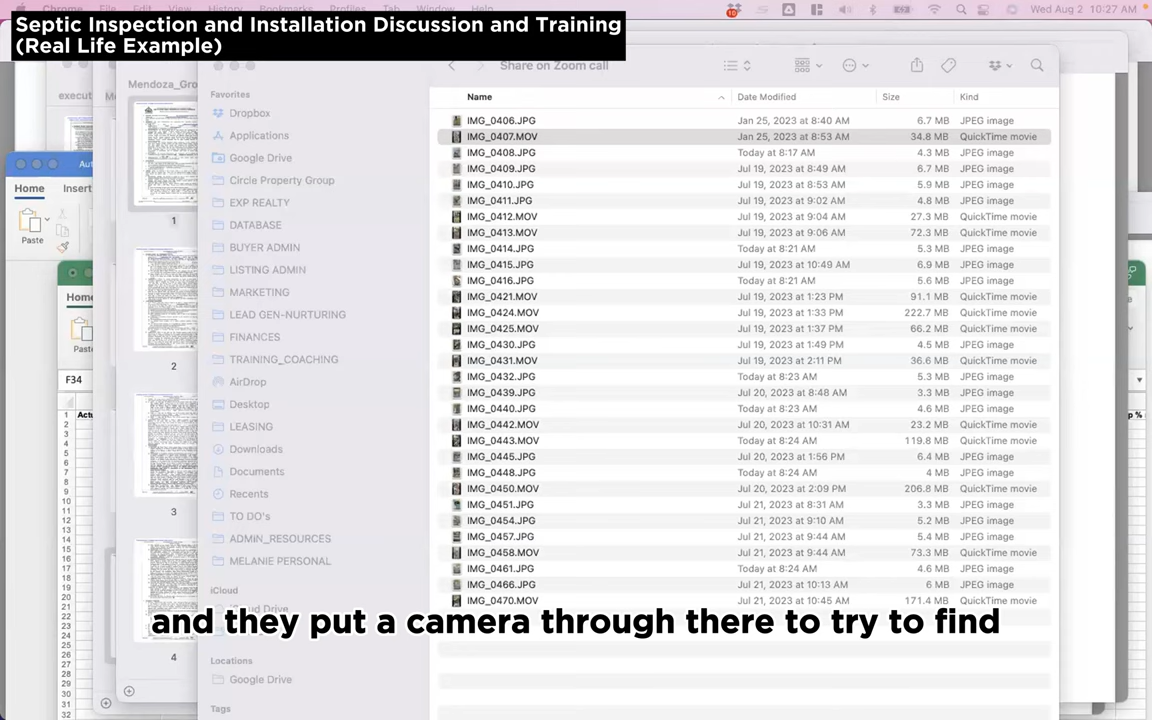 Chrome File Edit View History Bookmarks Profiles Tab Window Help
Wed Aug 2 10:27 AM
Septic Inspection and Installation Discussion and Training
(Real Life Example)
Share on Zoom call
Mendoza_Gro
execut
Home Insert
Paste
Home
Paste
F34
1
2
3
4
Favorites
Dropbox
Applications
Google Drive
Circle Property Group
EXP REALTY
DATABASE
BUYER ADMIN
LISTING ADMIN
MARKETING
LEAD GEN-NURTURING
FINANCES
TRAINING_COACHING
AirDrop
Desktop
LEASING
Downloads
Documents
Recents
TO DO's
ADMIN_RESOURCES
MELANIE PERSONAL
iCloud
iCloud Drive
Locations
Google Drive
Tags
Name Date Modified Size Kind
IMG_0406.JPG Jan 25, 2023 at 8:40 AM 6.7 MB JPEG image
IMG_0407.MOV Jan 25, 2023 at 8:53 AM 34.8 MB QuickTime movie
IMG_0408.JPG Today at 8:17 AM 4.3 MB JPEG image
IMG_0409.JPG Jul 19, 2023 at 8:49 AM 6.7 MB JPEG image
IMG_0410.JPG Jul 19, 2023 at 8:53 AM 5.9 MB JPEG image
IMG_0411.JPG Jul 19, 2023 at 9:02 AM 4.8 MB JPEG image
IMG_0412.MOV Jul 19, 2023 at 9:04 AM 27.3 MB QuickTime movie
IMG_0413.MOV Jul 19, 2023 at 9:06 AM 72.3 MB QuickTime movie
IMG_0414.JPG Today at 8:21 AM 5.3 MB JPEG image
IMG_0415.JPG Jul 19, 2023 at 10:49 AM 6.9 MB JPEG image
IMG_0416.JPG Today at 8:21 AM 5.6 MB JPEG image
IMG_0421.MOV Jul 19, 2023 at 1:23 PM 91.1 MB QuickTime movie
IMG_0424.MOV Jul 19, 2023 at 1:33 PM 222.7 MB QuickTime movie
IMG_0425.MOV Jul 19, 2023 at 1:37 PM 66.2 MB QuickTime movie
IMG_0430.JPG Jul 19, 2023 at 1:49 PM 4.5 MB JPEG image
IMG_0431.MOV Jul 19, 2023 at 2:11 PM 36.6 MB QuickTime movie
IMG_0432.JPG Today at 8:23 AM 5.3 MB JPEG image
IMG_0439.JPG Jul 20, 2023 at 8:48 AM 3.3 MB JPEG image
IMG_0440.JPG Today at 8:23 AM 4.6 MB JPEG image
IMG_0442.MOV Jul 20, 2023 at 10:31 AM 23.2 MB QuickTime movie
IMG_0443.MOV Today at 8:24 AM 119.8 MB QuickTime movie
IMG_0445.JPG Jul 20, 2023 at 1:56 PM 6.4 MB JPEG image
IMG_0448.JPG Today at 8:24 AM 4 MB JPEG image
IMG_0450.MOV Jul 20, 2023 at 2:09 PM 206.8 MB QuickTime movie
IMG_0451.JPG Jul 21, 2023 at 8:31 AM 3.3 MB JPEG image
IMG_0454.JPG Jul 21, 2023 at 9:10 AM 5.2 MB JPEG image
IMG_0457.JPG Jul 21, 2023 at 9:44 AM 5.4 MB JPEG image
IMG_0458.MOV Jul 21, 2023 at 9:44 AM 73.3 MB QuickTime movie
IMG_0461.JPG Today at 8:24 AM 4.6 MB JPEG image
IMG_0466.JPG Jul 21, 2023 at 10:13 AM 6 MB JPEG image
IMG_0470.MOV Jul 21, 2023 at 10:45 AM 171.4 MB QuickTime movie
and they put a camera through there to try to find